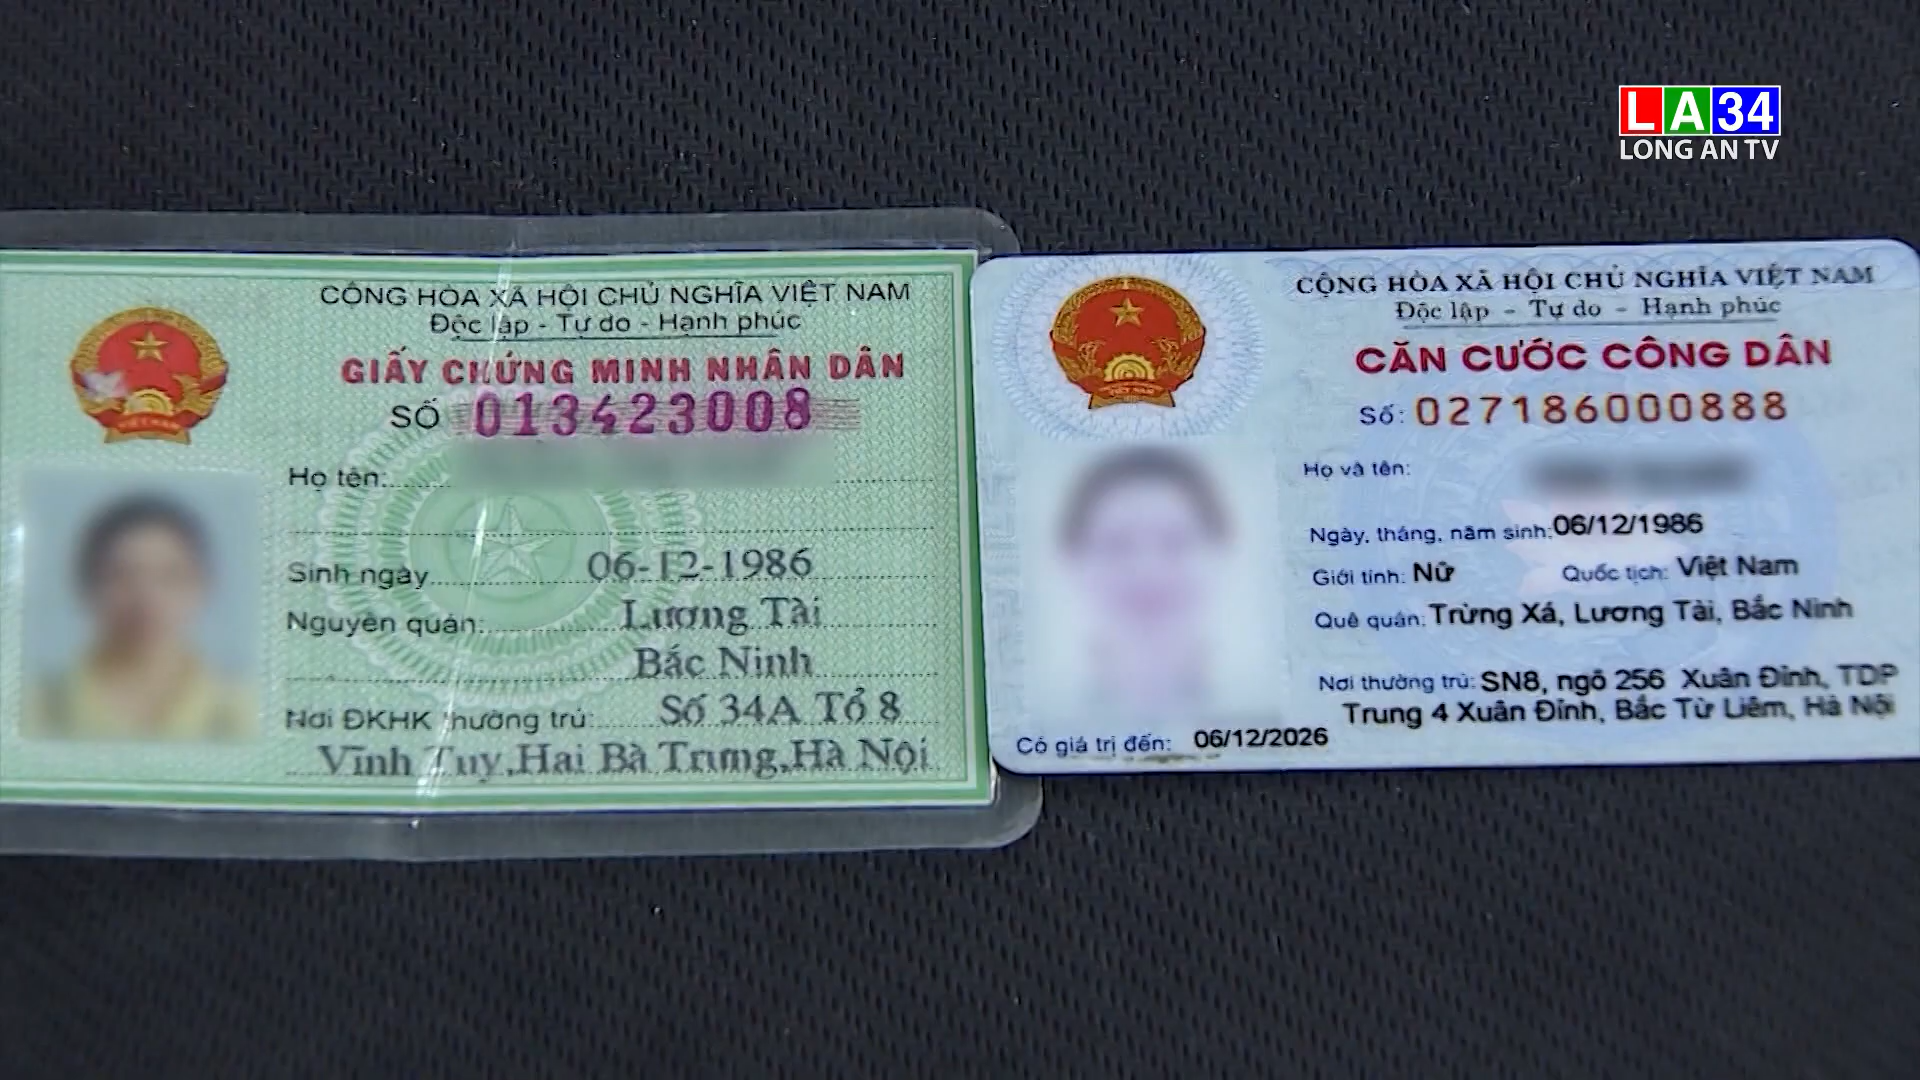 LA34
LONG AN TV
CỘNG HÒA XÃ HỘI CHỦ NGHĨA VIỆT NAM
Độc lập - Tự do - Hạnh phúc
GIẤY CHỨNG MINH NHÂN DÂN
SỐ 013423008
Họ tên:
Sinh ngày 06-12-1986
Nguyên quán: Lương Tài
Bắc Ninh
Nơi ĐKHK thường trú: Số 34A Tổ 8
Vĩnh Tuy,Hai Bà Trưng,Hà Nội
CỘNG HÒA XÃ HỘI CHỦ NGHĨA VIỆT NAM
Độc lập - Tự do - Hạnh phúc
CĂN CƯỚC CÔNG DÂN
Số: 027186000888
Họ và tên:
Ngày, tháng, năm sinh: 06/12/1986
Giới tính: Nữ Quốc tịch: Việt Nam
Quê quán: Trừng Xá, Lương Tài, Bắc Ninh
Nơi thường trú: SN8, ngõ 256 Xuân Đỉnh, TDP
Trung 4 Xuân Đỉnh, Bắc Từ Liêm, Hà Nội
Có giá trị đến: 06/12/2026